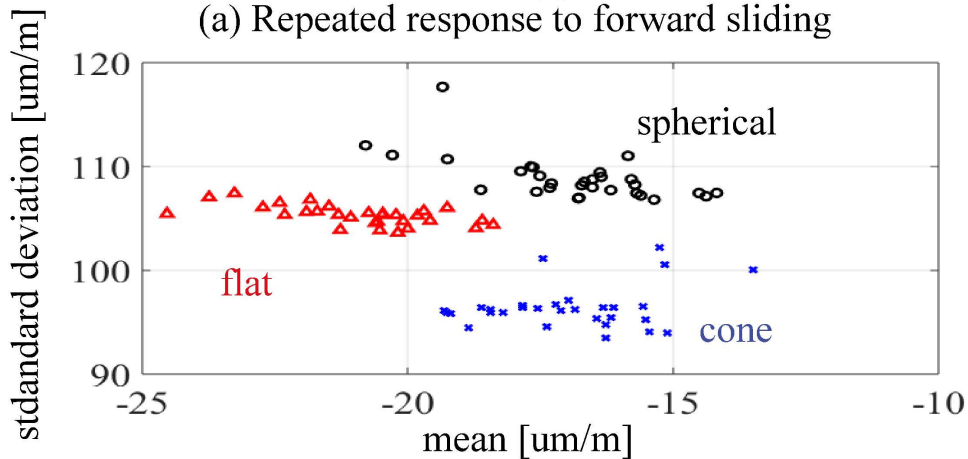 (a) Repeated response to forward sliding
stdandard deviation [um/m]
120
110
100
90
spherical
flat
cone
-25
-20
-15
-10
mean [um/m]